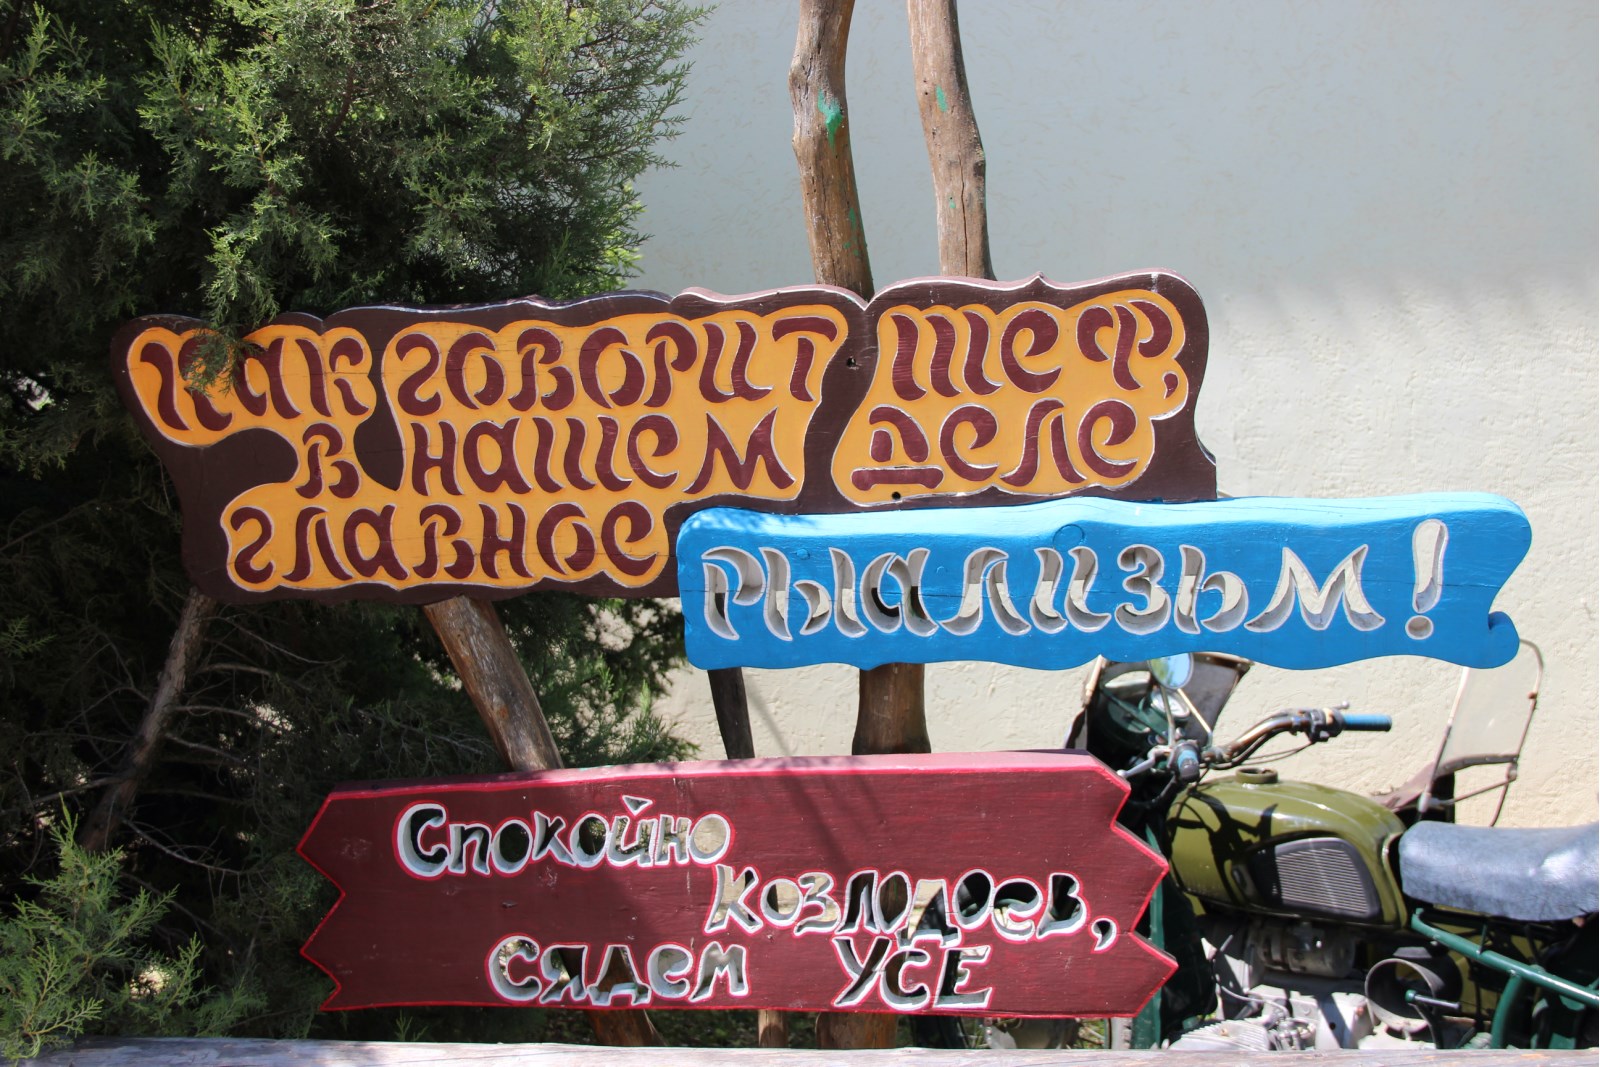 как говорит шеф,
в нашем деле
главное
рыализьм!
Спокойно
козлодоев,
сядем усе